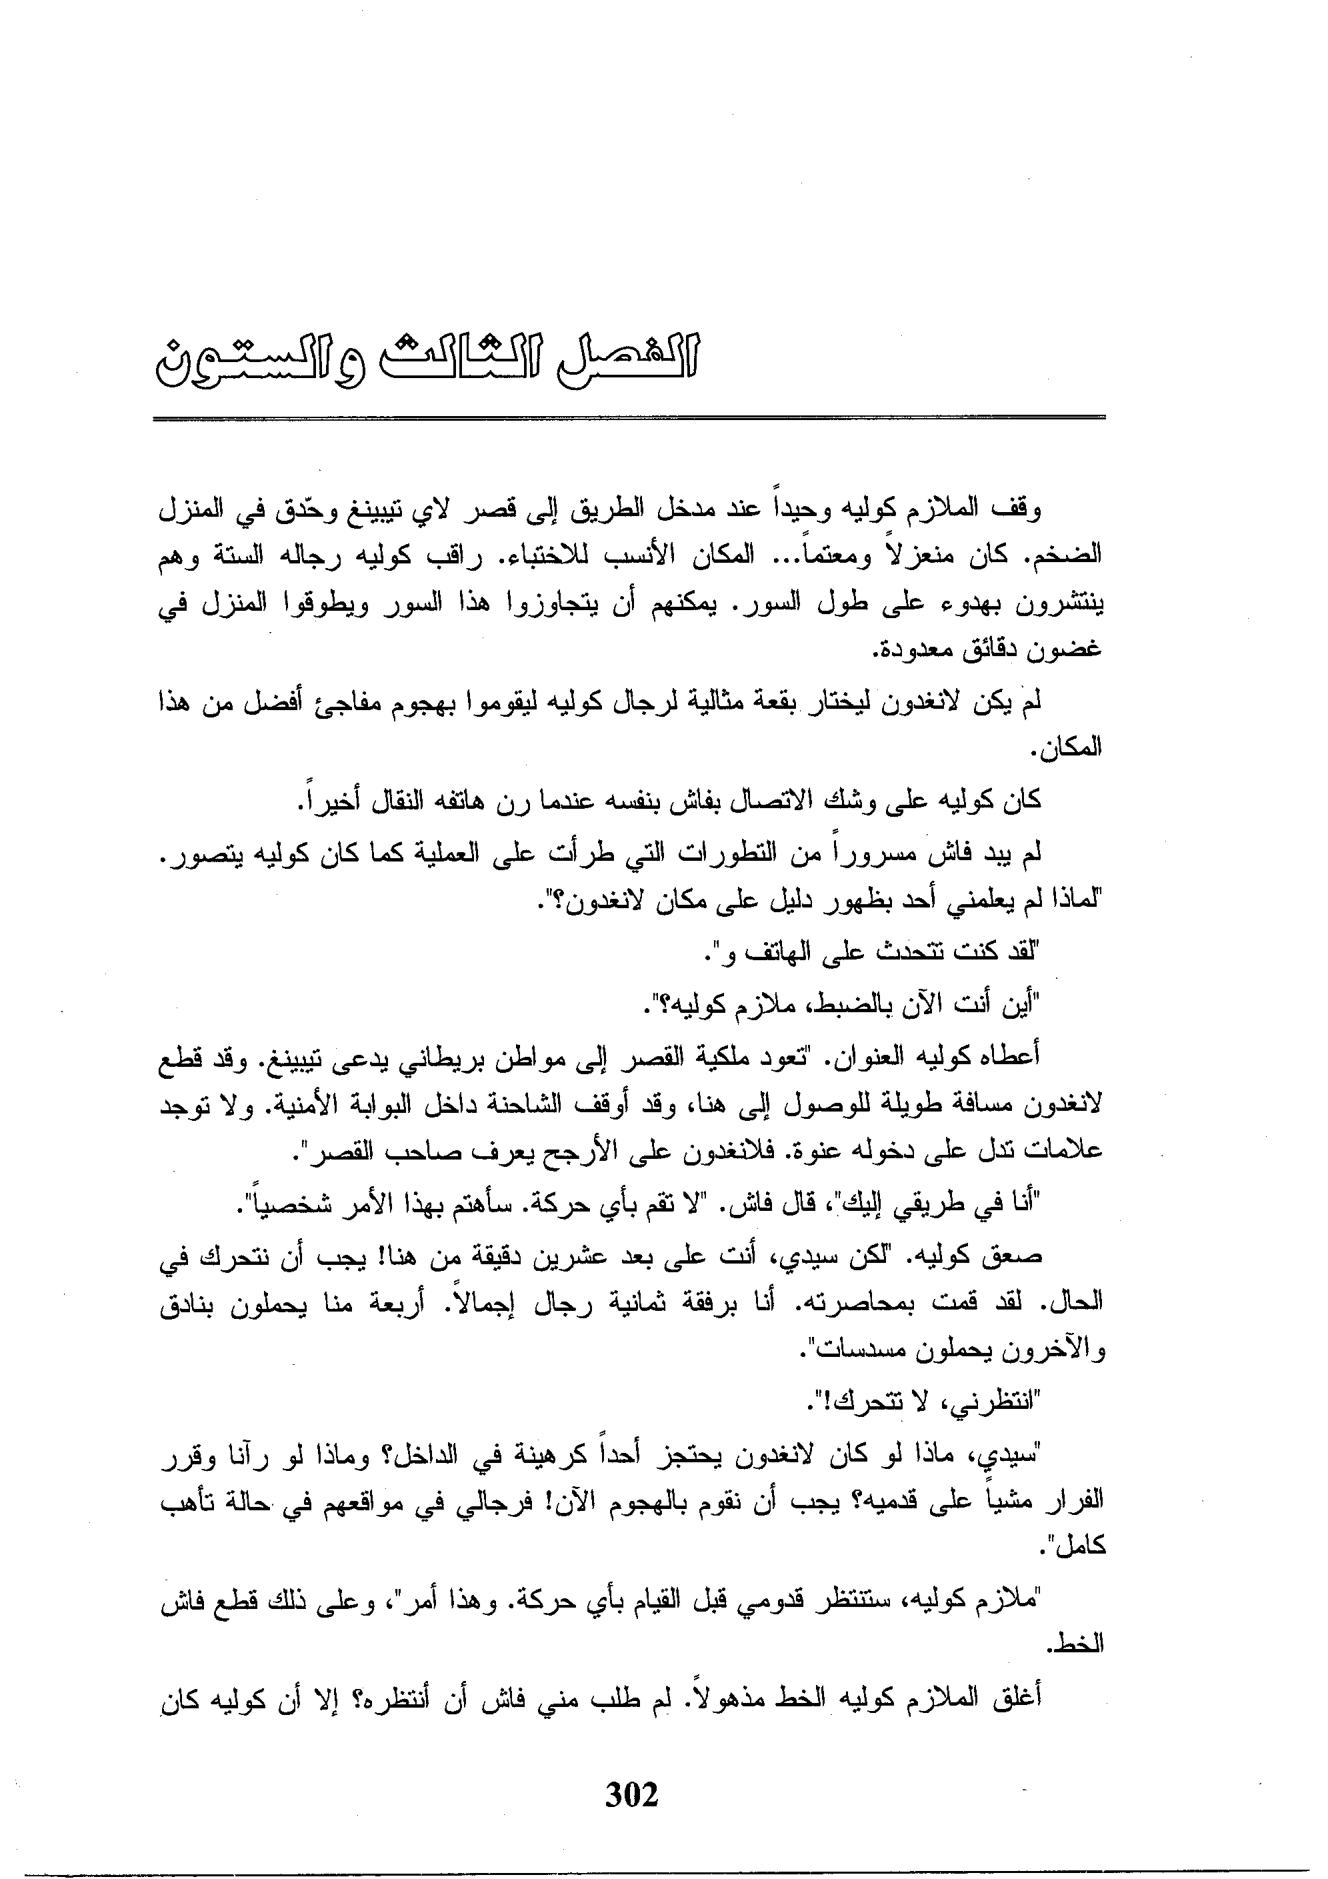 الفصل الثالث والستون
وقف الملازم كوليه وحيداً عند مدخل الطريق إلى قصر لاي تيبينغ وحدّق في المنزل
الضخم. كان منعزلاً ومعتماً... المكان الأنسب للاختباء. راقب كوليه رجاله الستة وهم
ينتشرون بهدوء على طول السور. يمكنهم أن يتجاوزوا هذا السور ويطوقوا المنزل في
غضون دقائق معدودة.
لم يكن لانغدون ليختار بقعة مثالية لرجال كوليه ليقوموا بهجوم مفاجئ أفضل من هذا
المكان.
كان كوليه على وشك الاتصال بفاش بنفسه عندما رن هاتفه النقال أخيراً.
لم يبد فاش مسروراً من التطورات التي طرأت على العملية كما كان كوليه يتصور.
"لماذا لم يعلمني أحد بظهور دليل على مكان لانغدون؟".
"لقد كنت تتحدث على الهاتف و".
"أين أنت الآن بالضبط، ملازم كوليه؟".
أعطاه كوليه العنوان. "تعود ملكية القصر إلى مواطن بريطاني يدعى تيبينغ. وقد قطع
لانغدون مسافة طويلة للوصول إلى هنا، وقد أوقف الشاحنة داخل البوابة الأمنية. ولا توجد
علامات تدل على دخوله عنوة. فلانغدون على الأرجح يعرف صاحب القصر".
"أنا في طريقي إليك"، قال فاش. "لا تقم بأي حركة. سأهتم بهذا الأمر شخصياً".
صعق كوليه. "لكن سيدي، أنت على بعد عشرين دقيقة من هنا! يجب أن نتحرك في
الحال. لقد قمت بمحاصرته. أنا برفقة ثمانية رجال إجمالاً. أربعة منا يحملون بنادق
والآخرون يحملون مسدسات".
"انتظرني، لا تتحرك!".
"سيدي، ماذا لو كان لانغدون يحتجز أحداً كرهينة في الداخل؟ وماذا لو رآنا وقرر
الفرار مشياً على قدميه؟ يجب أن نقوم بالهجوم الآن! فرجالي في مواقعهم في حالة تأهب
كامل".
"ملازم كوليه، ستنتظر قدومي قبل القيام بأي حركة. وهذا أمر"، وعلى ذلك قطع فاش
الخط.
أغلق الملازم كوليه الخط مذهولاً. لم طلب مني فاش أن أنتظره؟ إلا أن كوليه كان
302